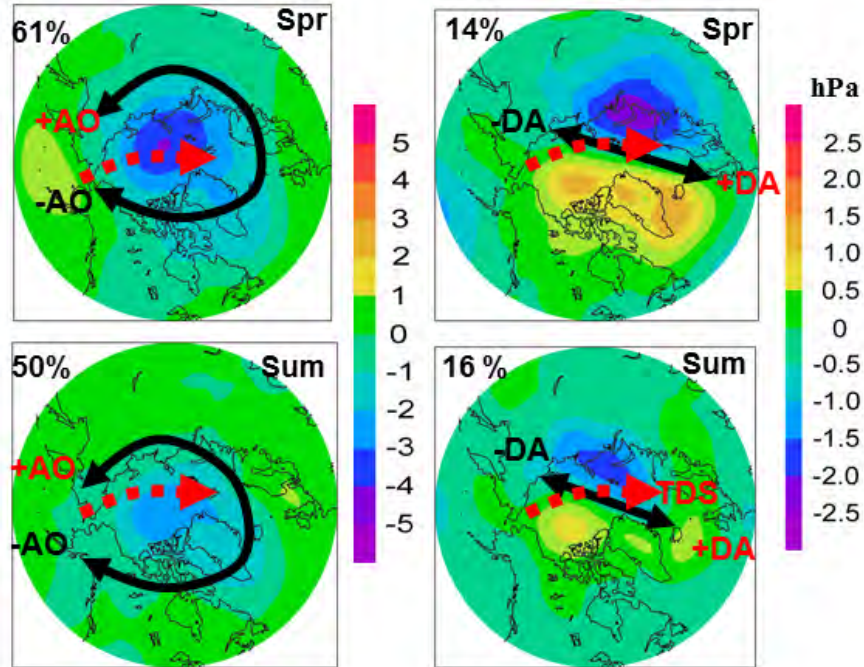 61% Spr
+AO
-AO
14% Spr
-DA
+DA
hPa
5
4
3
2
1
0
-1
-2
-3
-4
-5
2.5
2.0
1.5
1.0
0.5
0
-0.5
-1.0
-1.5
-2.0
-2.5
50% Sum
+AO
-AO
16 % Sum
-DA
TDS
+DA